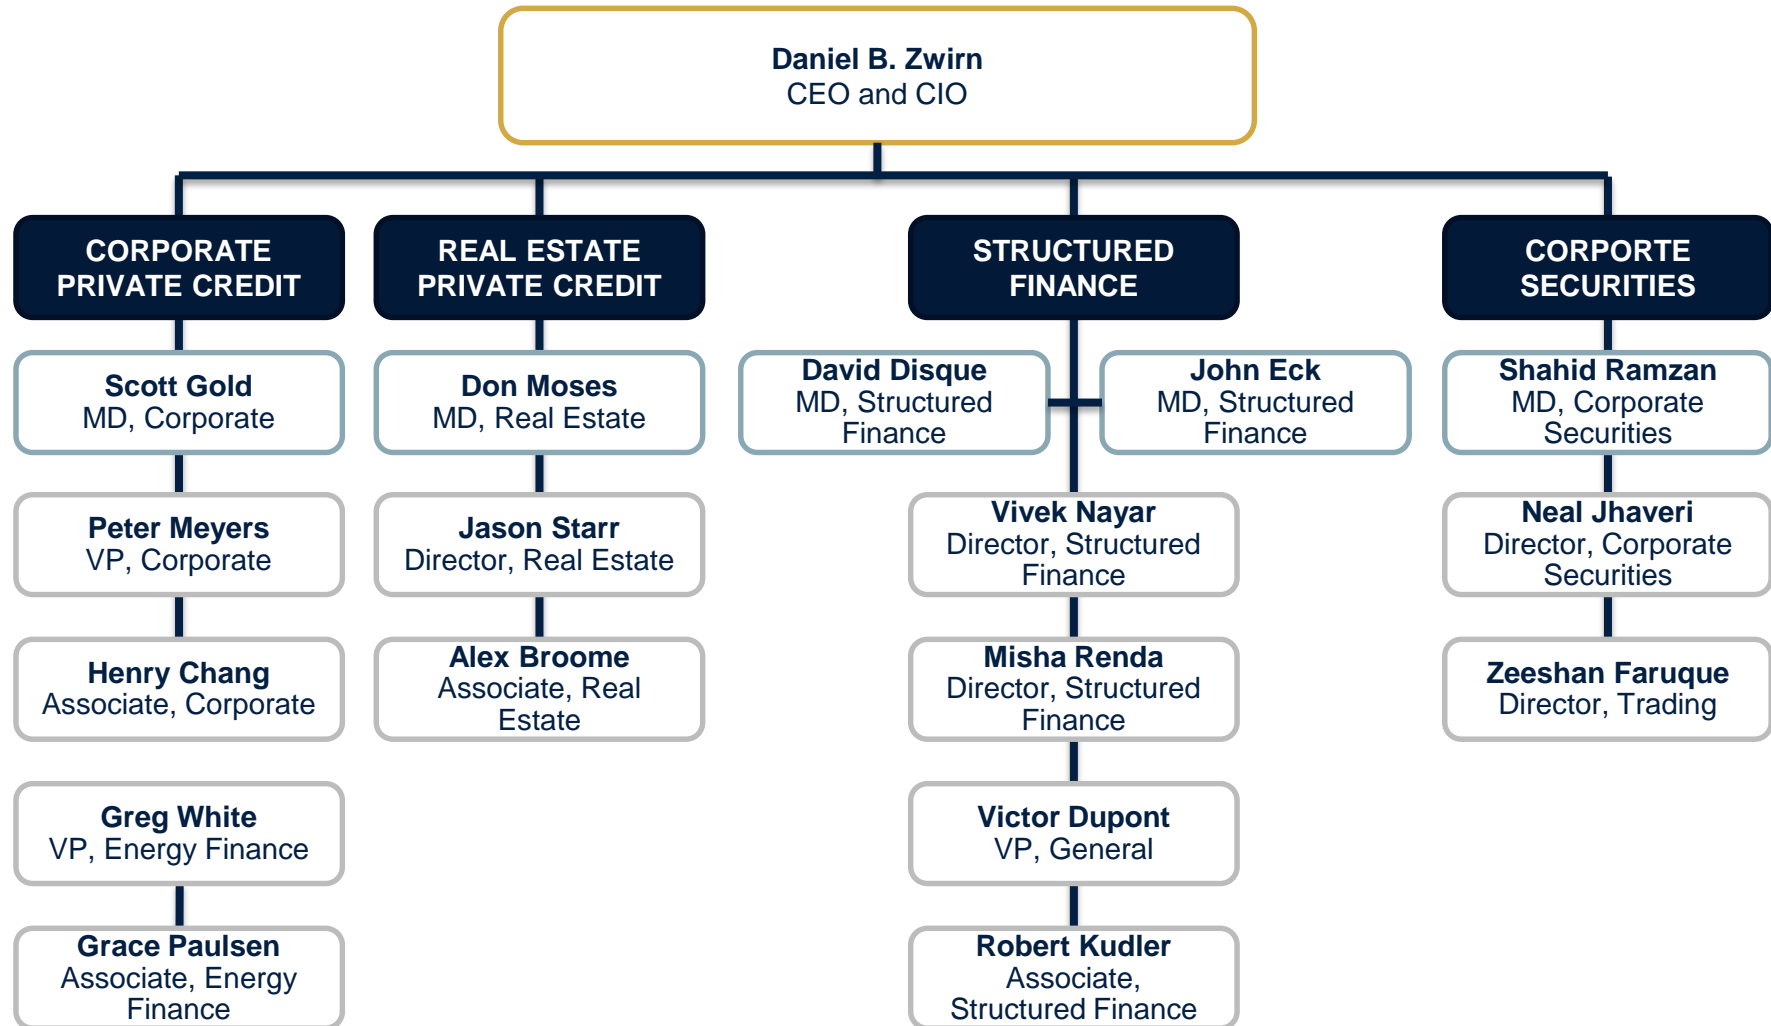 Daniel B. Zwirn
CEO and CIO
CORPORATE
PRIVATE CREDIT
Scott Gold
MD, Corporate
Peter Meyers
VP, Corporate
Henry Chang
Associate, Corporate
Greg White
VP, Energy Finance
Grace Paulsen
Associate, Energy
Finance
REAL ESTATE
PRIVATE CREDIT
Don Moses
MD, Real Estate
Jason Starr
Director, Real Estate
Alex Broome
Associate, Real
Estate
STRUCTURED
FINANCE
David Disque
MD, Structured
Finance
John Eck
MD, Structured
Finance
Vivek Nayar
Director, Structured
Finance
Misha Renda
Director, Structured
Finance
Victor Dupont
VP, General
Robert Kudler
Associate,
Structured Finance
CORPORTE
SECURITIES
Shahid Ramzan
MD, Corporate
Securities
Neal Jhaveri
Director, Corporate
Securities
Zeeshan Faruque
Director, Trading